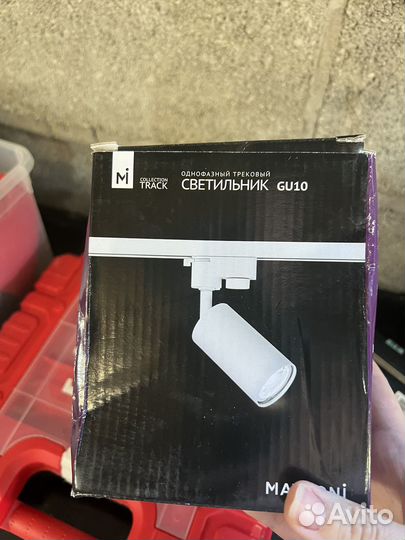 Mi
COLLECTION
TRACK
ОДНОФАЗНЫЙ ТРЕКОВЫЙ
СВЕТИЛЬНИК GU10
Avito